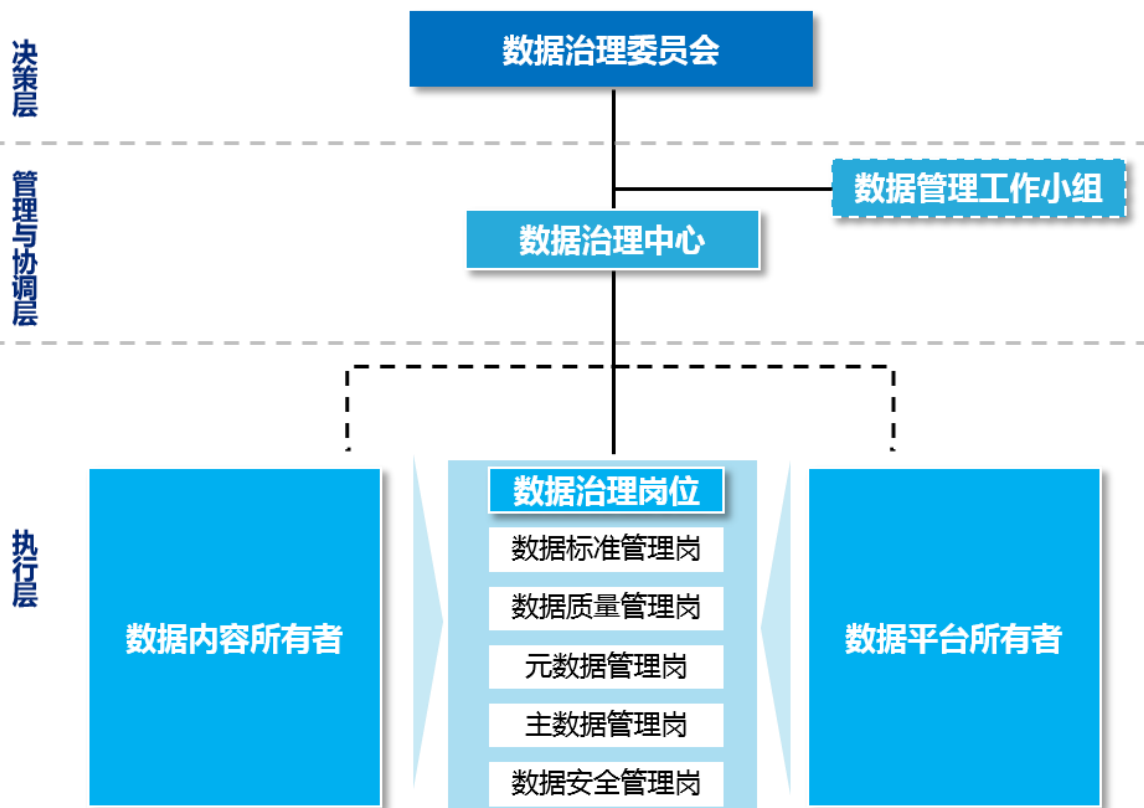 决策层
数据治理委员会
管理与协调层
数据管理工作小组
数据治理中心
执行层
数据内容所有者
数据治理岗位
数据标准管理岗
数据质量管理岗
元数据管理岗
主数据管理岗
数据安全管理岗
数据平台所有者